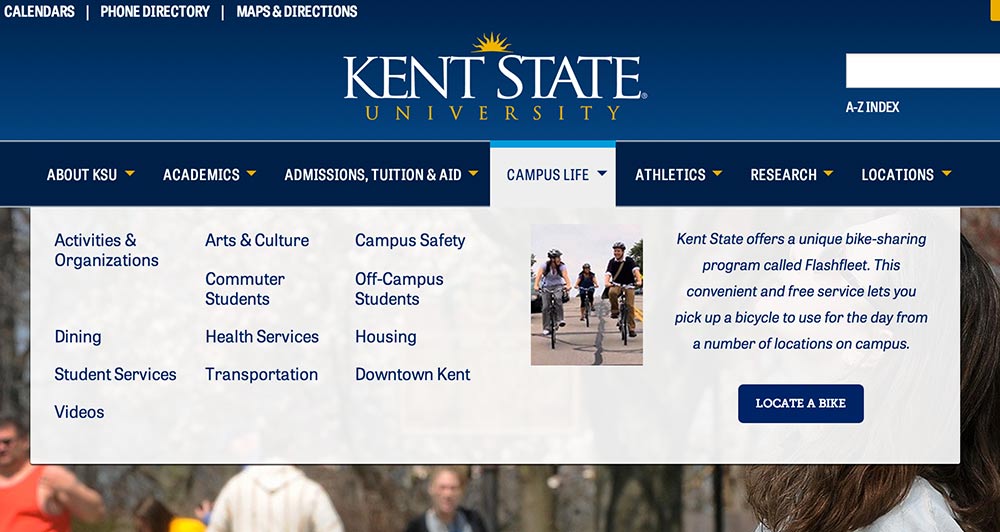 CALENDARS | PHONE DIRECTORY | MAPS & DIRECTIONS
KENT STATE®
UNIVERSITY
A-Z INDEX
ABOUT KSU ACADEMICS ADMISSIONS, TUITION & AID CAMPUS LIFE ATHLETICS RESEARCH LOCATIONS
Activities &
Organizations
Arts & Culture
Campus Safety
Commuter
Students
Off-Campus
Students
Dining
Health Services
Housing
Student Services
Transportation
Downtown Kent
Videos
Kent State offers a unique bike-sharing
program called Flashfleet. This
convenient and free service lets you
pick up a bicycle to use for the day from
a number of locations on campus.
LOCATE A BIKE